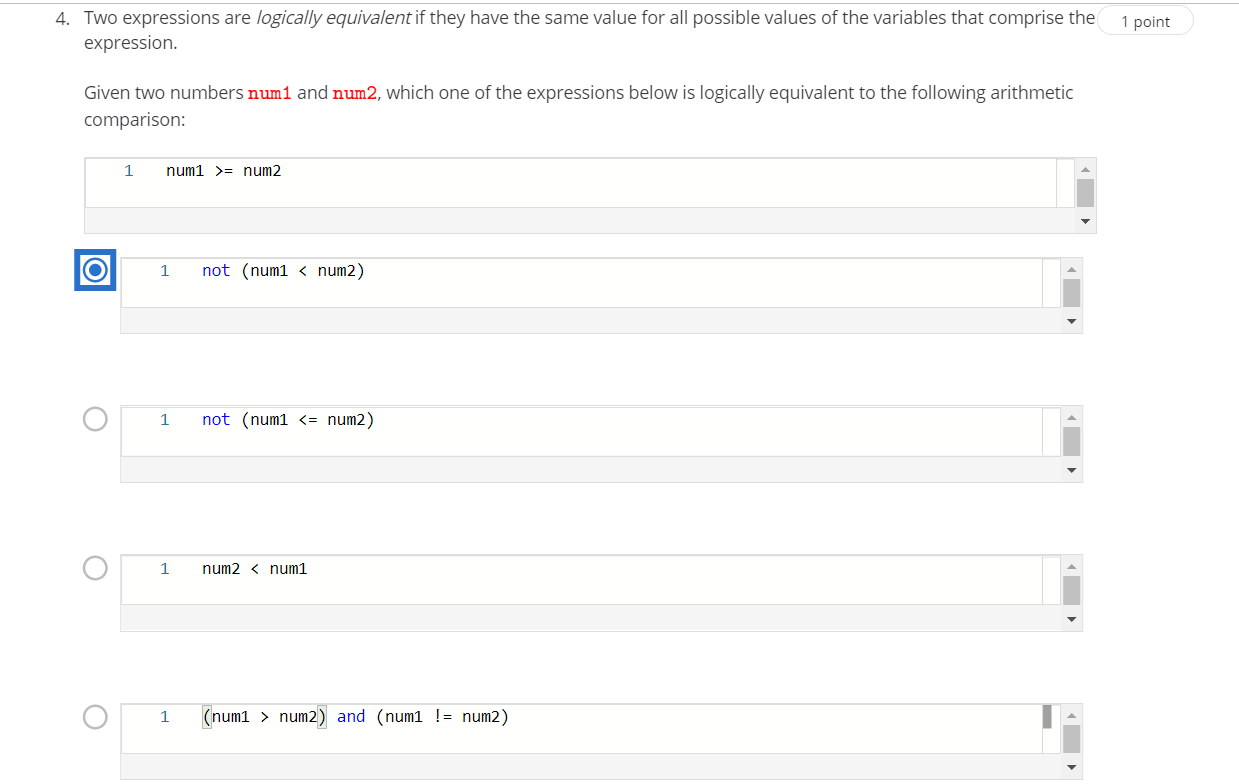 4. Two expressions are logically equivalent if they have the same value for all possible values of the variables that comprise the 1 point
expression.
Given two numbers num1 and num2, which one of the expressions below is logically equivalent to the following arithmetic
comparison:
1 num1 >= num2
1 not (num1 < num2)
1 not (num1 <= num2)
1 num2 < num1
1 (num1 > num2) and (num1 != num2)